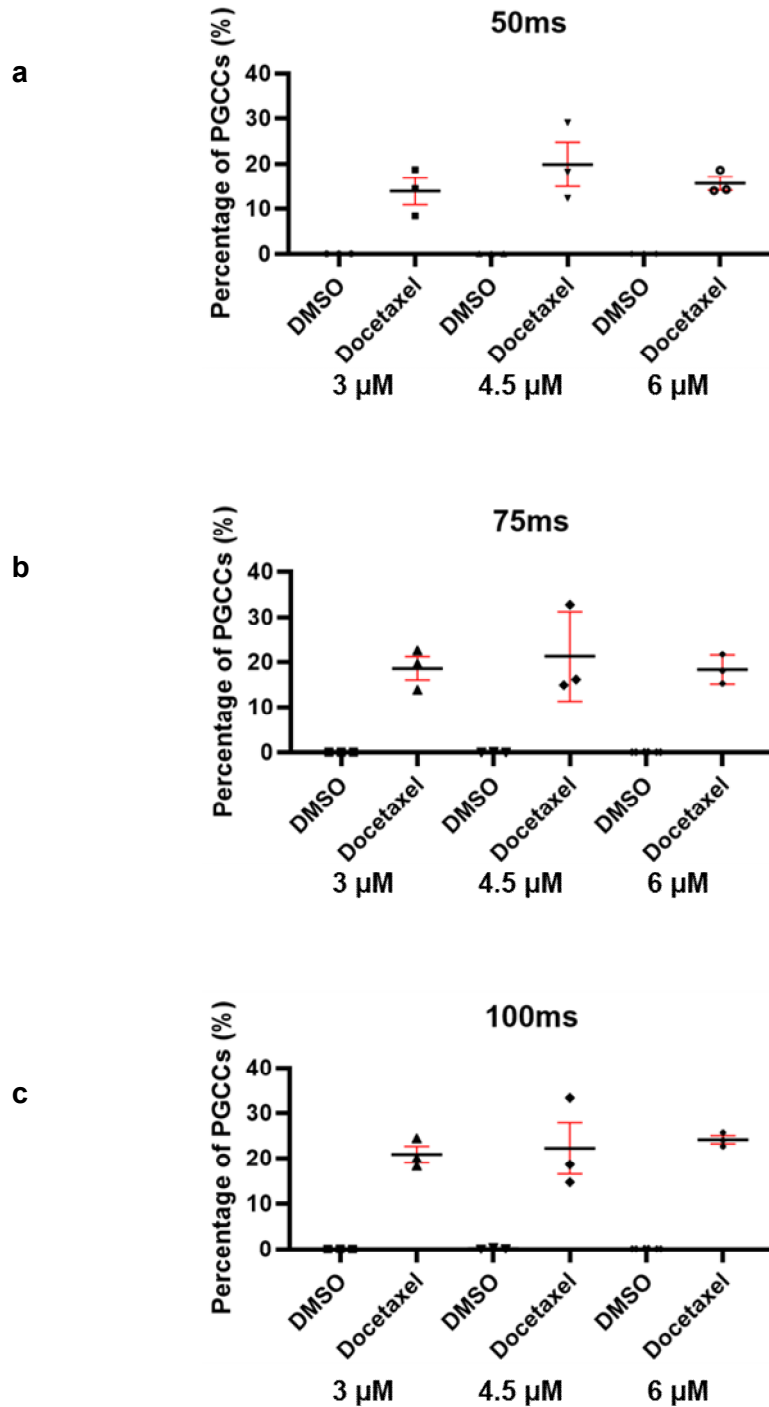 a
50ms
Percentage of PGCCs (%)
40
30
20
10
0
DMSO
Docetaxel
DMSO
Docetaxel
DMSO
Docetaxel
3 µM
4.5 µM
6 µM
b
75ms
Percentage of PGCCs (%)
40
30
20
10
0
DMSO
Docetaxel
DMSO
Docetaxel
DMSO
Docetaxel
3 µM
4.5 µM
6 µM
c
100ms
Percentage of PGCCs (%)
40
30
20
10
0
DMSO
Docetaxel
DMSO
Docetaxel
DMSO
Docetaxel
3 µM
4.5 µM
6 µM